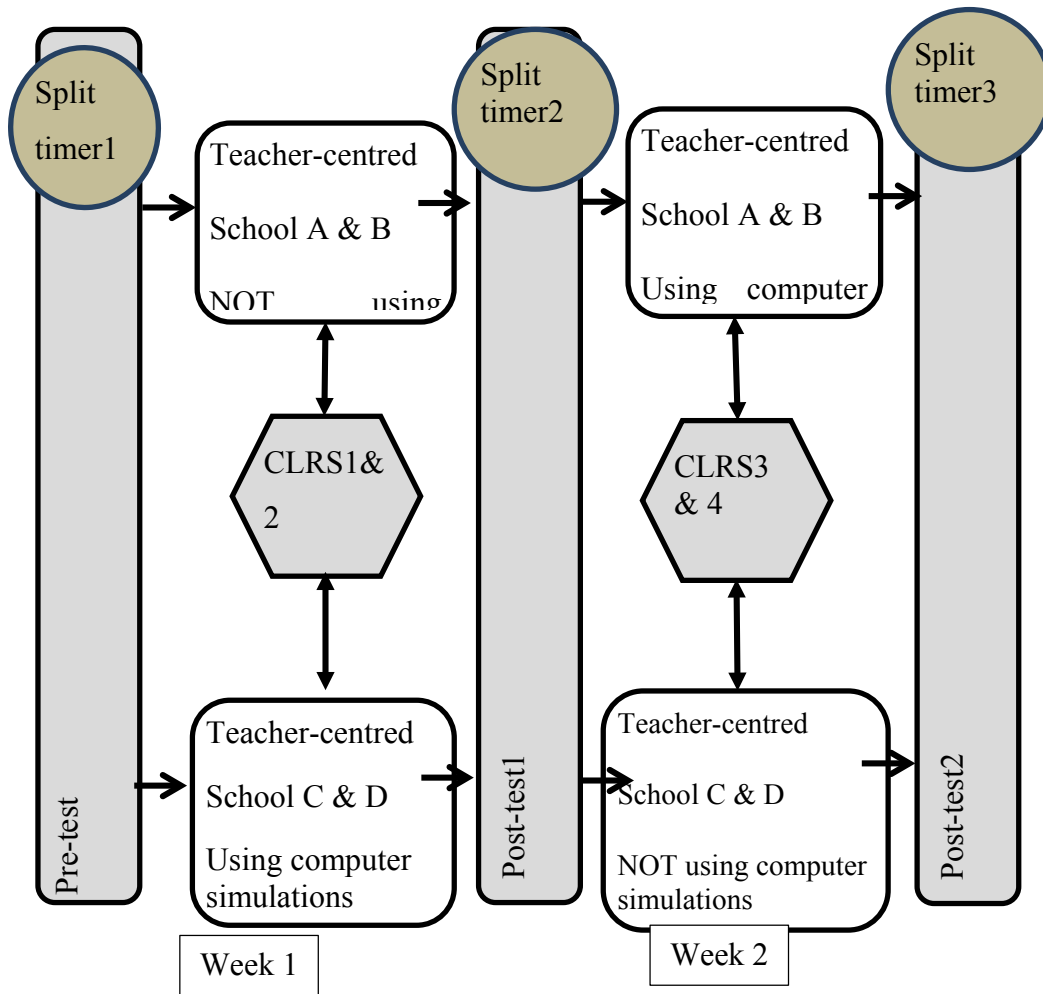 Split
timer1
Pre-test
Teacher-centred
School A & B
NOT using
CLRS1&
2
Teacher-centred
School C & D
Using computer
simulations
Week 1
Split
timer2
Post-test1
Teacher-centred
School A & B
Using computer
CLRS3
& 4
Teacher-centred
School C & D
NOT using computer
simulations
Week 2
Split
timer3
Post-test2